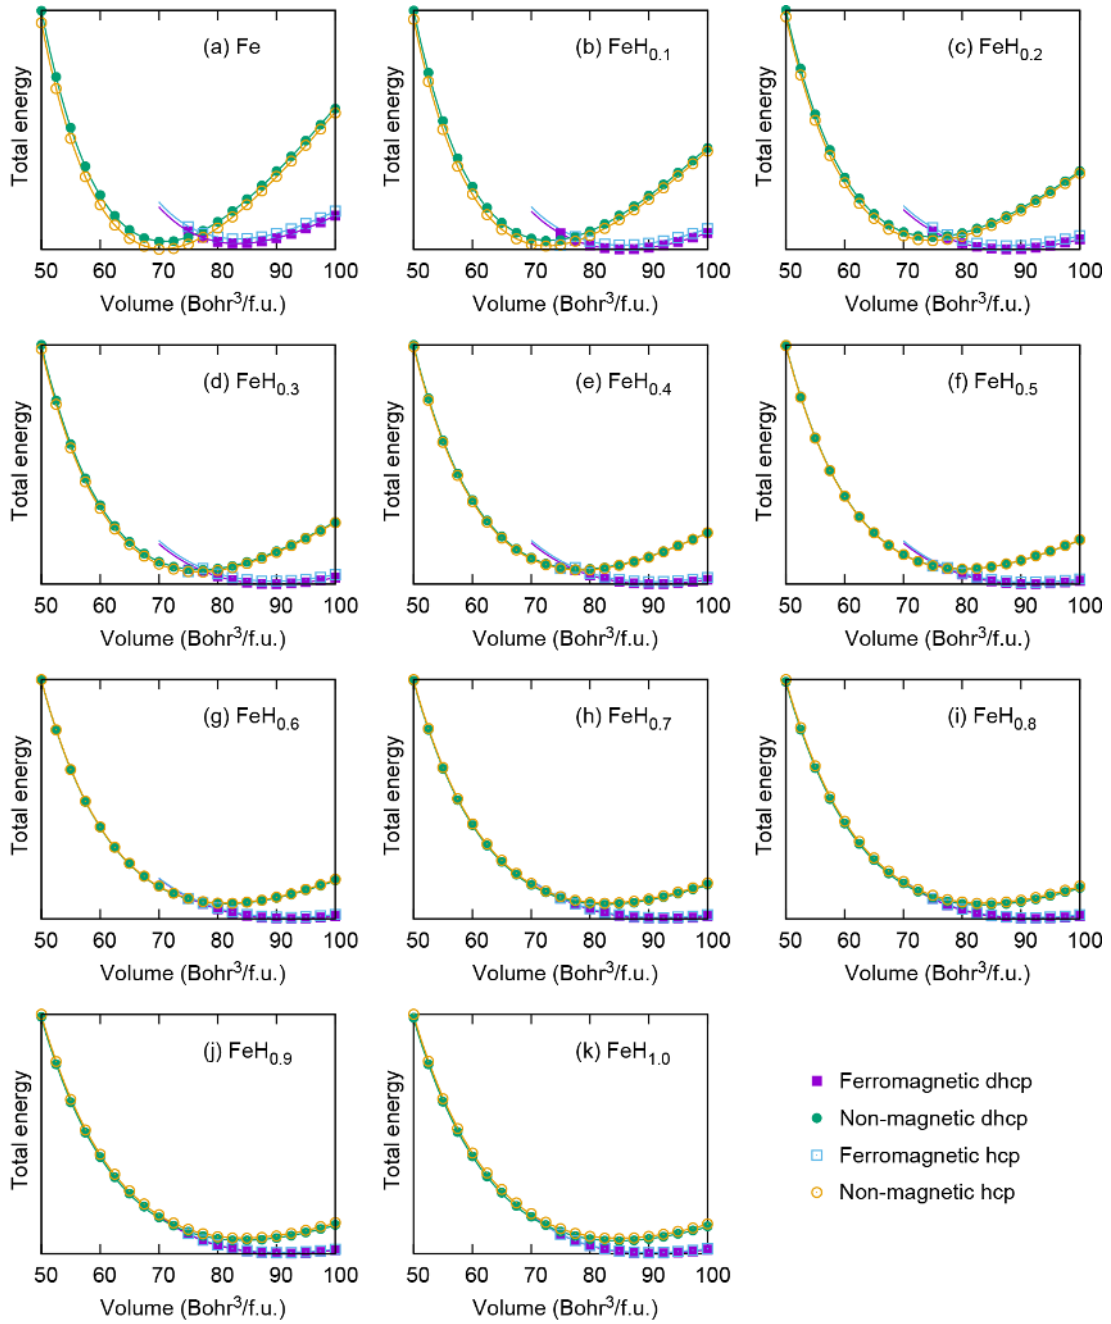 (a) Fe
Total energy
50 60 70 80 90 100
Volume (Bohr³/f.u.)
(b) FeH₀.₁
Total energy
50 60 70 80 90 100
Volume (Bohr³/f.u.)
(c) FeH₀.₂
Total energy
50 60 70 80 90 100
Volume (Bohr³/f.u.)
(d) FeH₀.₃
Total energy
50 60 70 80 90 100
Volume (Bohr³/f.u.)
(e) FeH₀.₄
Total energy
50 60 70 80 90 100
Volume (Bohr³/f.u.)
(f) FeH₀.₅
Total energy
50 60 70 80 90 100
Volume (Bohr³/f.u.)
(g) FeH₀.₆
Total energy
50 60 70 80 90 100
Volume (Bohr³/f.u.)
(h) FeH₀.₇
Total energy
50 60 70 80 90 100
Volume (Bohr³/f.u.)
(i) FeH₀.₈
Total energy
50 60 70 80 90 100
Volume (Bohr³/f.u.)
(j) FeH₀.₉
Total energy
50 60 70 80 90 100
Volume (Bohr³/f.u.)
(k) FeH₁.₀
Total energy
50 60 70 80 90 100
Volume (Bohr³/f.u.)
Ferromagnetic dhcp
Non-magnetic dhcp
Ferromagnetic hcp
Non-magnetic hcp